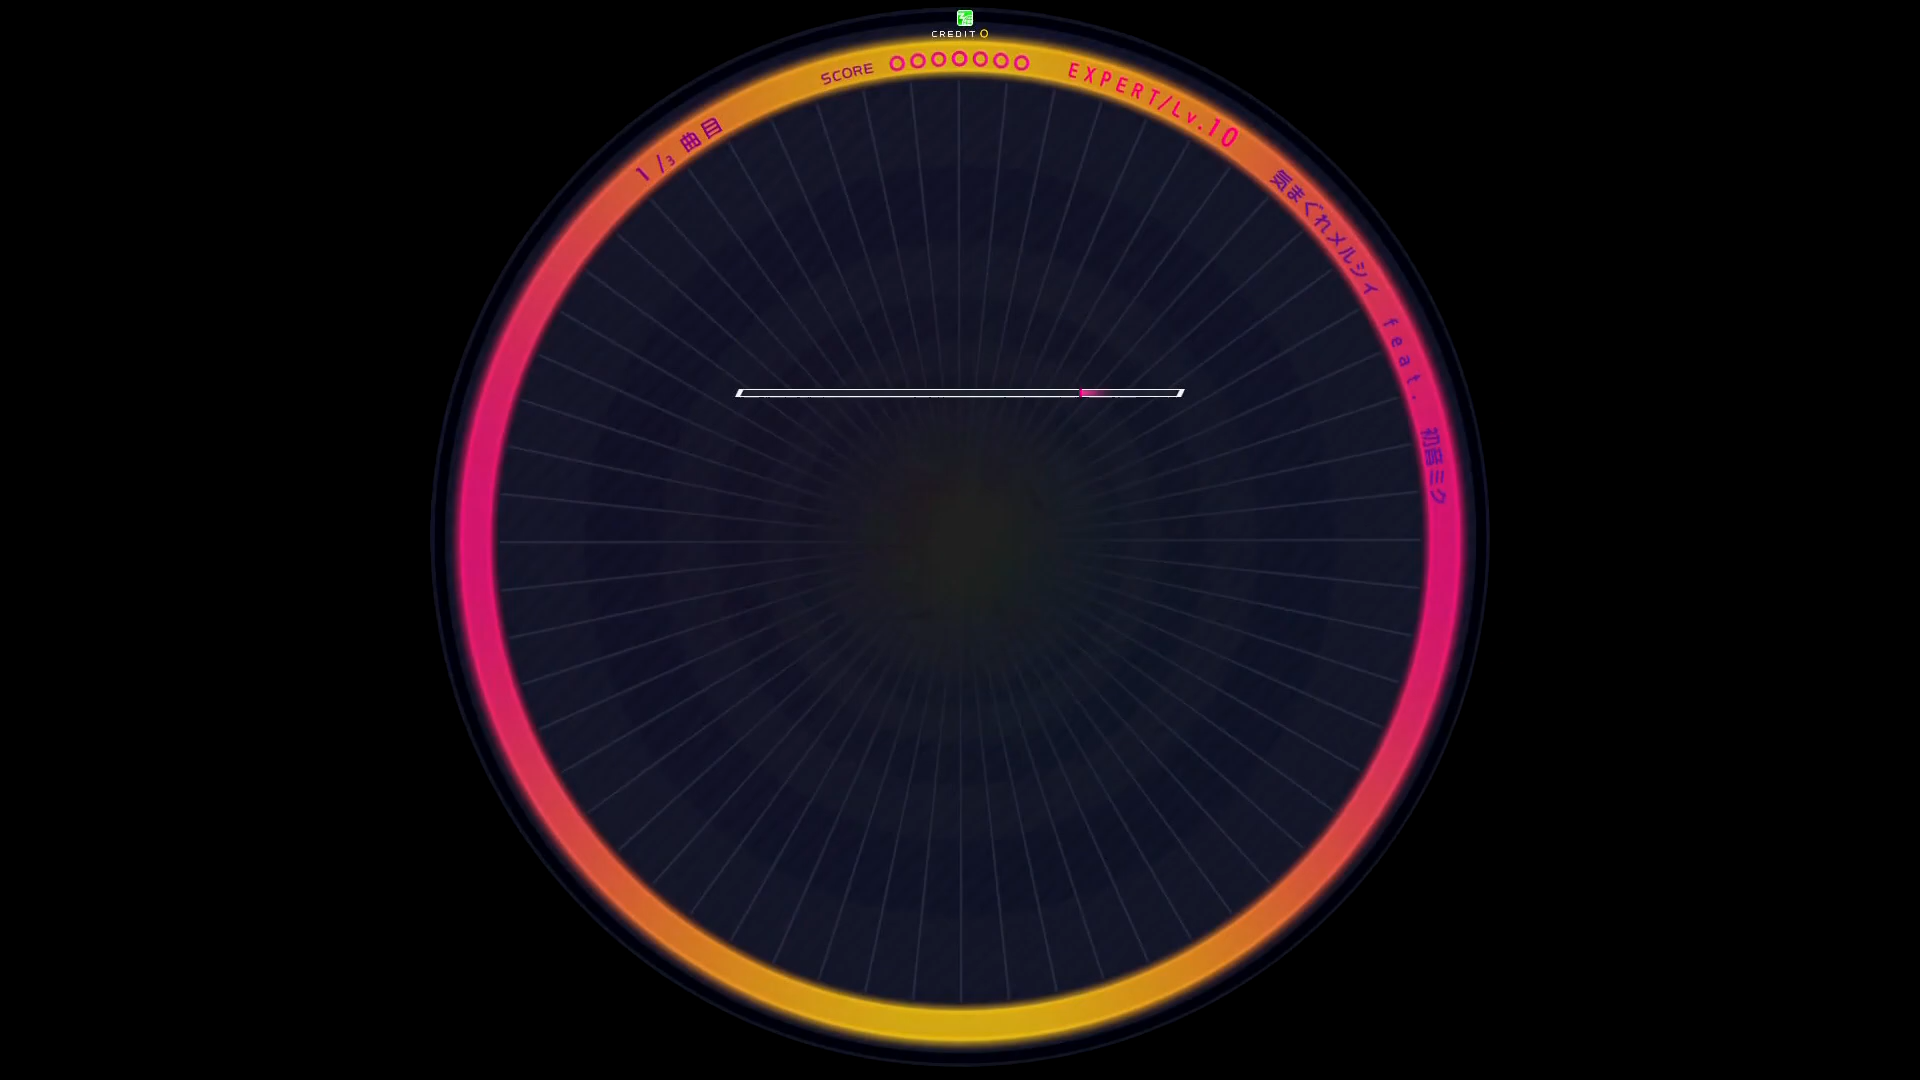 CREDIT 0
1/3 曲目
SCORE 0000000
EXPERT/Lv.10
気まぐれメルシィ feat. 初音ミク